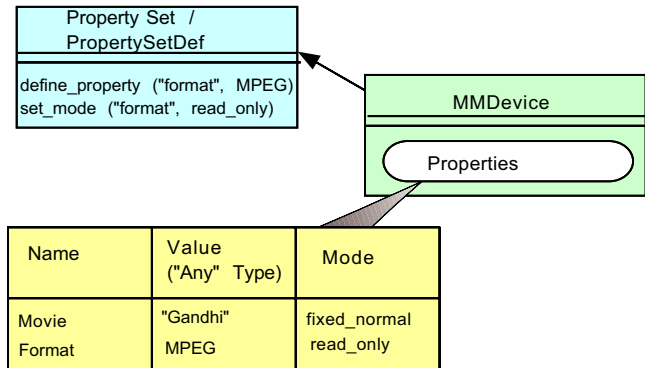 Property Set /
PropertySetDef
define_property ("format", MPEG)
set_mode ("format", read_only)
MMDevice
Properties
Name
Value
("Any" Type)
Mode
Movie
"Gandhi"
fixed_normal
Format
MPEG
read_only